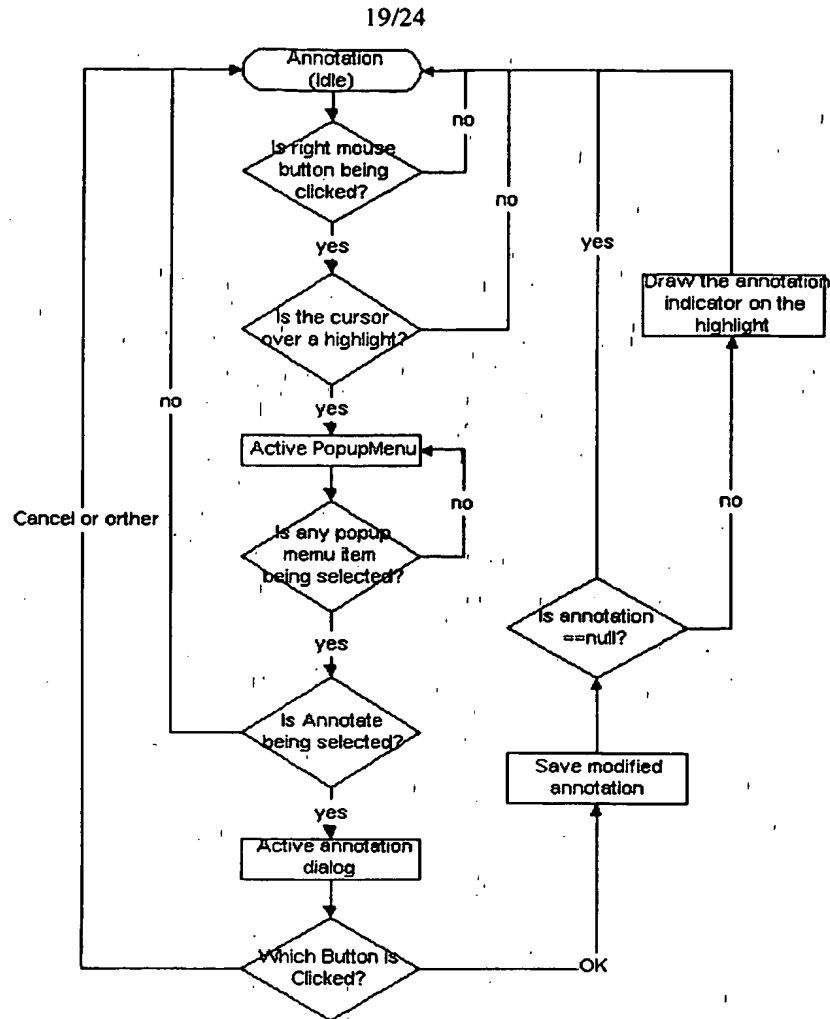 19/24
Annotation
(Idle)
no
Is right mouse
button being
clicked?
no
yes
yes
Draw the annotation
indicator on the
highlight
Is the cursor
over a highlight?
no
yes
Active PopupMenu
no
no
Cancel or orther
Is any popup
memu item
being selected?
Is annotation
==null?
yes
Is Annotate
being selected?
Save modified
annotation
yes
Active annotation
dialog
Which Button Is
Clicked?
OK